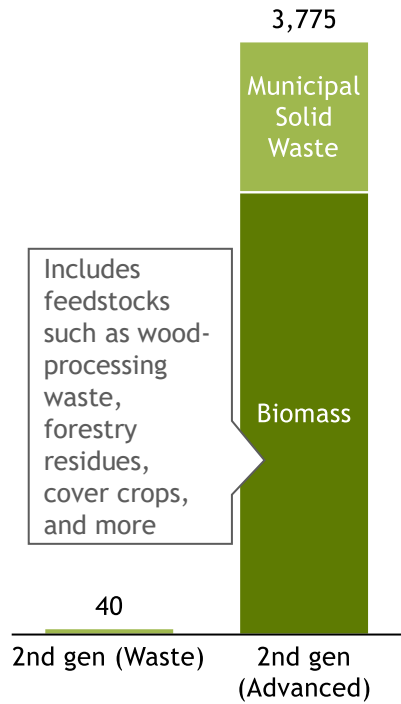 3,775
Municipal
Solid
Waste
Includes
feedstocks
such as wood-
processing
waste,
forestry
residues,
cover crops,
and more
Biomass
40
2nd gen (Waste)
2nd gen
(Advanced)